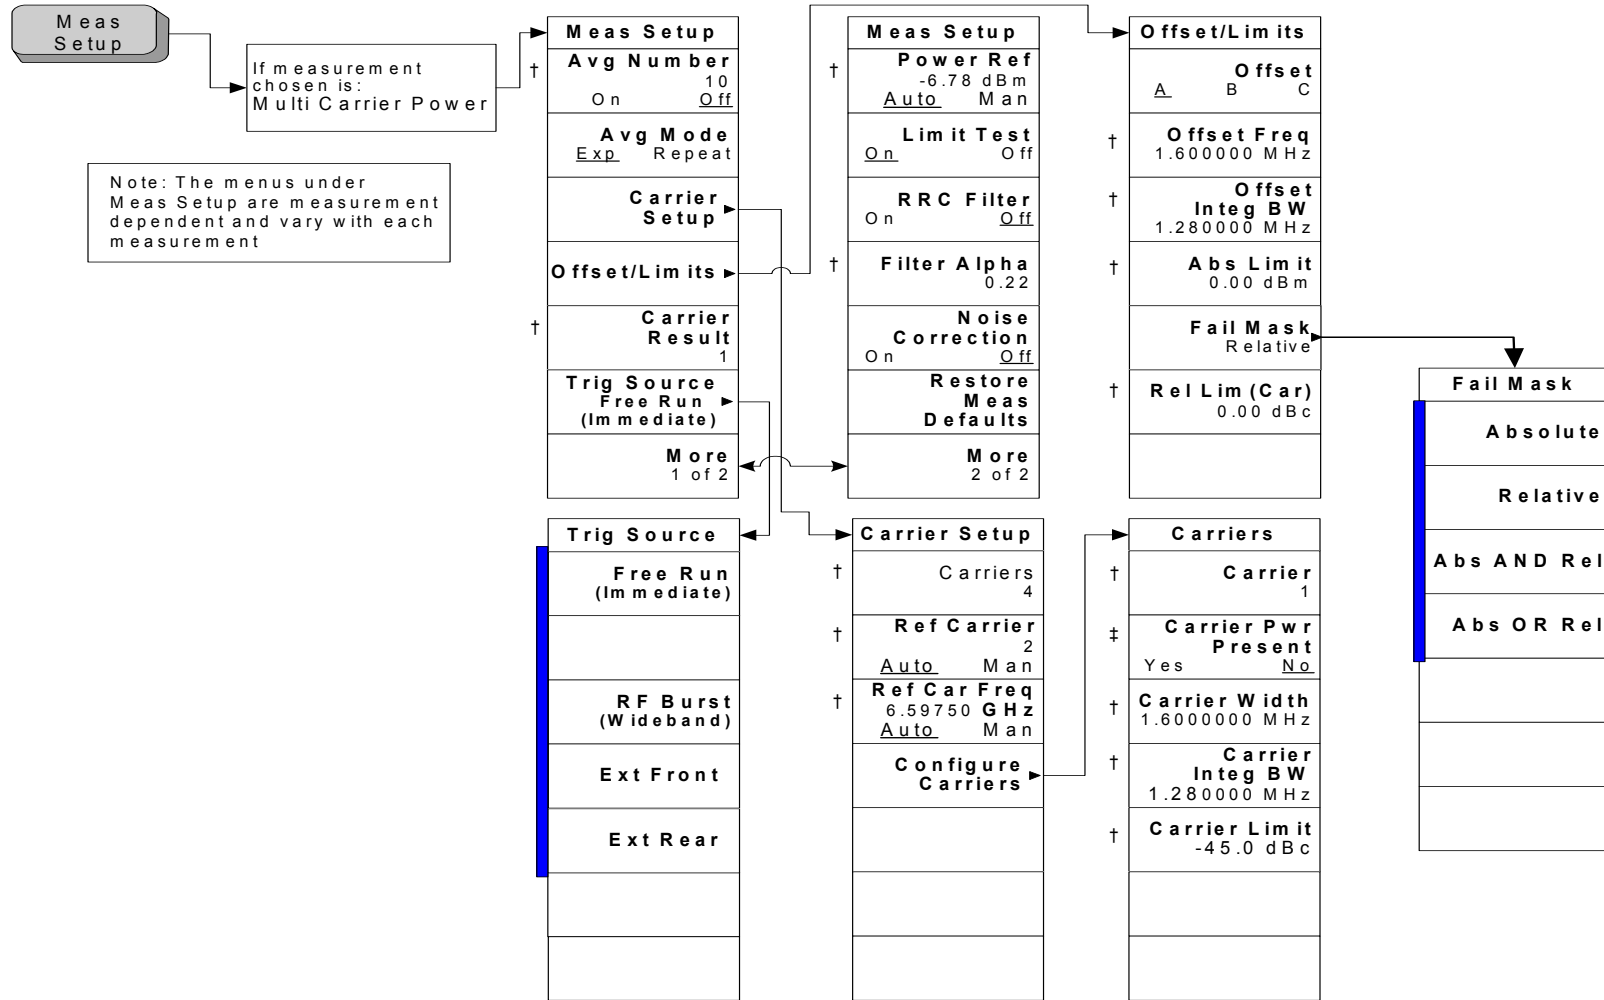 Meas
Setup
If measurement
chosen is:
Multi Carrier Power
Note: The menus under
Meas Setup are measurement
dependent and vary with each
measurement
Meas Setup
† Avg Number
10
On Off
Avg Mode
Exp Repeat
Carrier
Setup
Offset/Limits
† Carrier
Result
1
Trig Source
Free Run
(Immediate)
More
1 of 2
Meas Setup
† Power Ref
-6.78 dBm
Auto Man
Limit Test
On Off
RRC Filter
On Off
† Filter Alpha
0.22
Noise
Correction
On Off
Restore
Meas
Defaults
More
2 of 2
Offset/Limits
Offset
A B C
† Offset Freq
1.600000 MHz
† Offset
Integ BW
1.280000 MHz
† Abs Limit
0.00 dBm
Fail Mask
Relative
† Rel Lim (Car)
0.00 dBc
Fail Mask
Absolute
Relative
Abs AND Rel
Abs OR Rel
Trig Source
Free Run
(Immediate)
RF Burst
(Wideband)
Ext Front
Ext Rear
Carrier Setup
† Carriers
4
† Ref Carrier
2
Auto Man
† Ref Car Freq
6.59750 GHz
Auto Man
Configure
Carriers
Carriers
† Carrier
1
‡ Carrier Pwr
Present
Yes No
† Carrier Width
1.6000000 MHz
† Carrier
Integ BW
1.280000 MHz
† Carrier Limit
-45.0 dBc